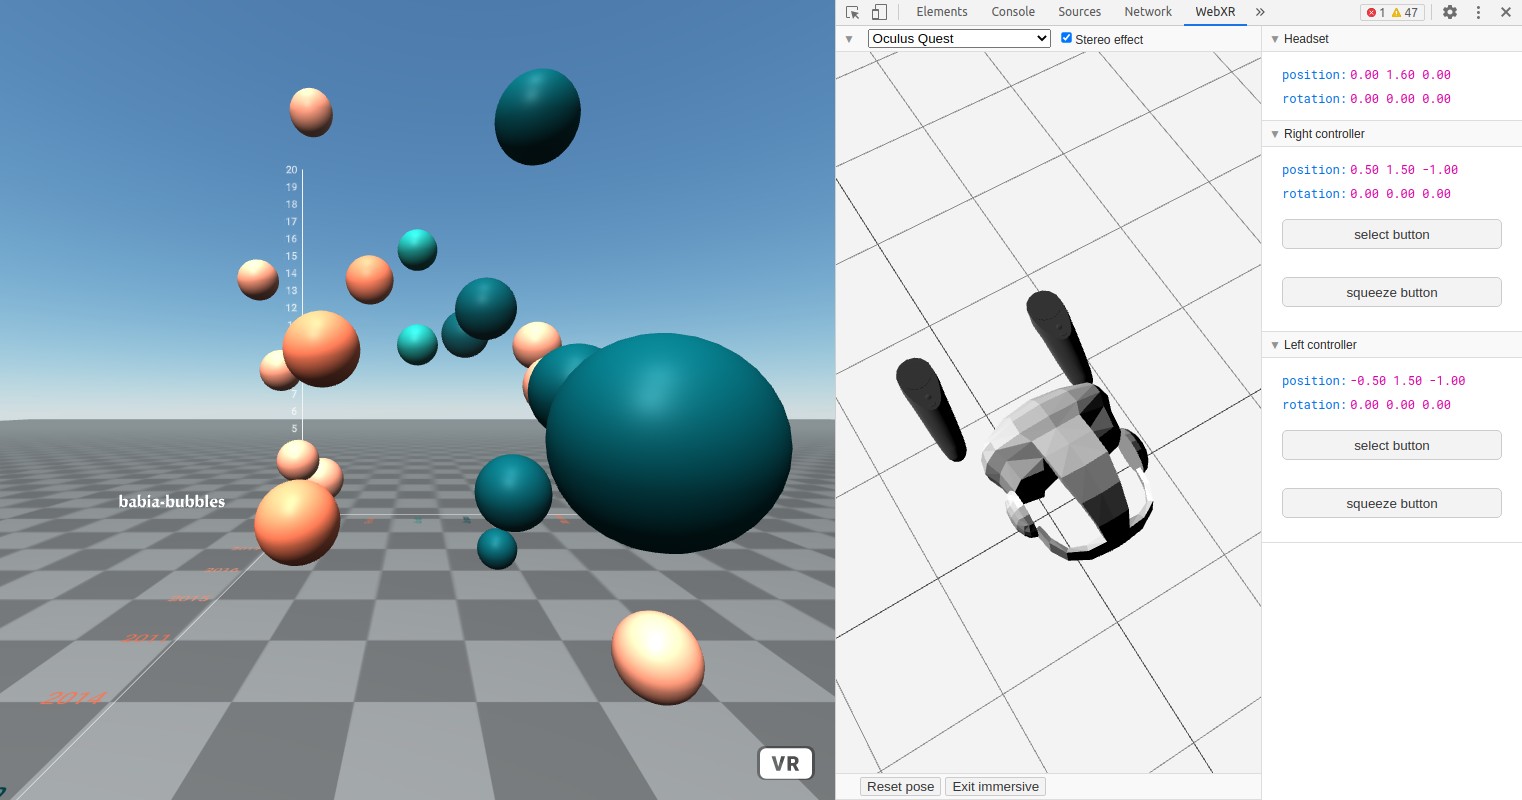 20
19
18
17
16
15
14
13
12
7
6
5
babia-bubbles
2016
2015
2011
2014
VR
Elements
Console
Sources
Network
WebXR
»
1
47
Oculus Quest
Stereo effect
Reset pose
Exit immersive
Headset
position: 0.00 1.60 0.00
rotation: 0.00 0.00 0.00
Right controller
position: 0.50 1.50 -1.00
rotation: 0.00 0.00 0.00
select button
squeeze button
Left controller
position: -0.50 1.50 -1.00
rotation: 0.00 0.00 0.00
select button
squeeze button